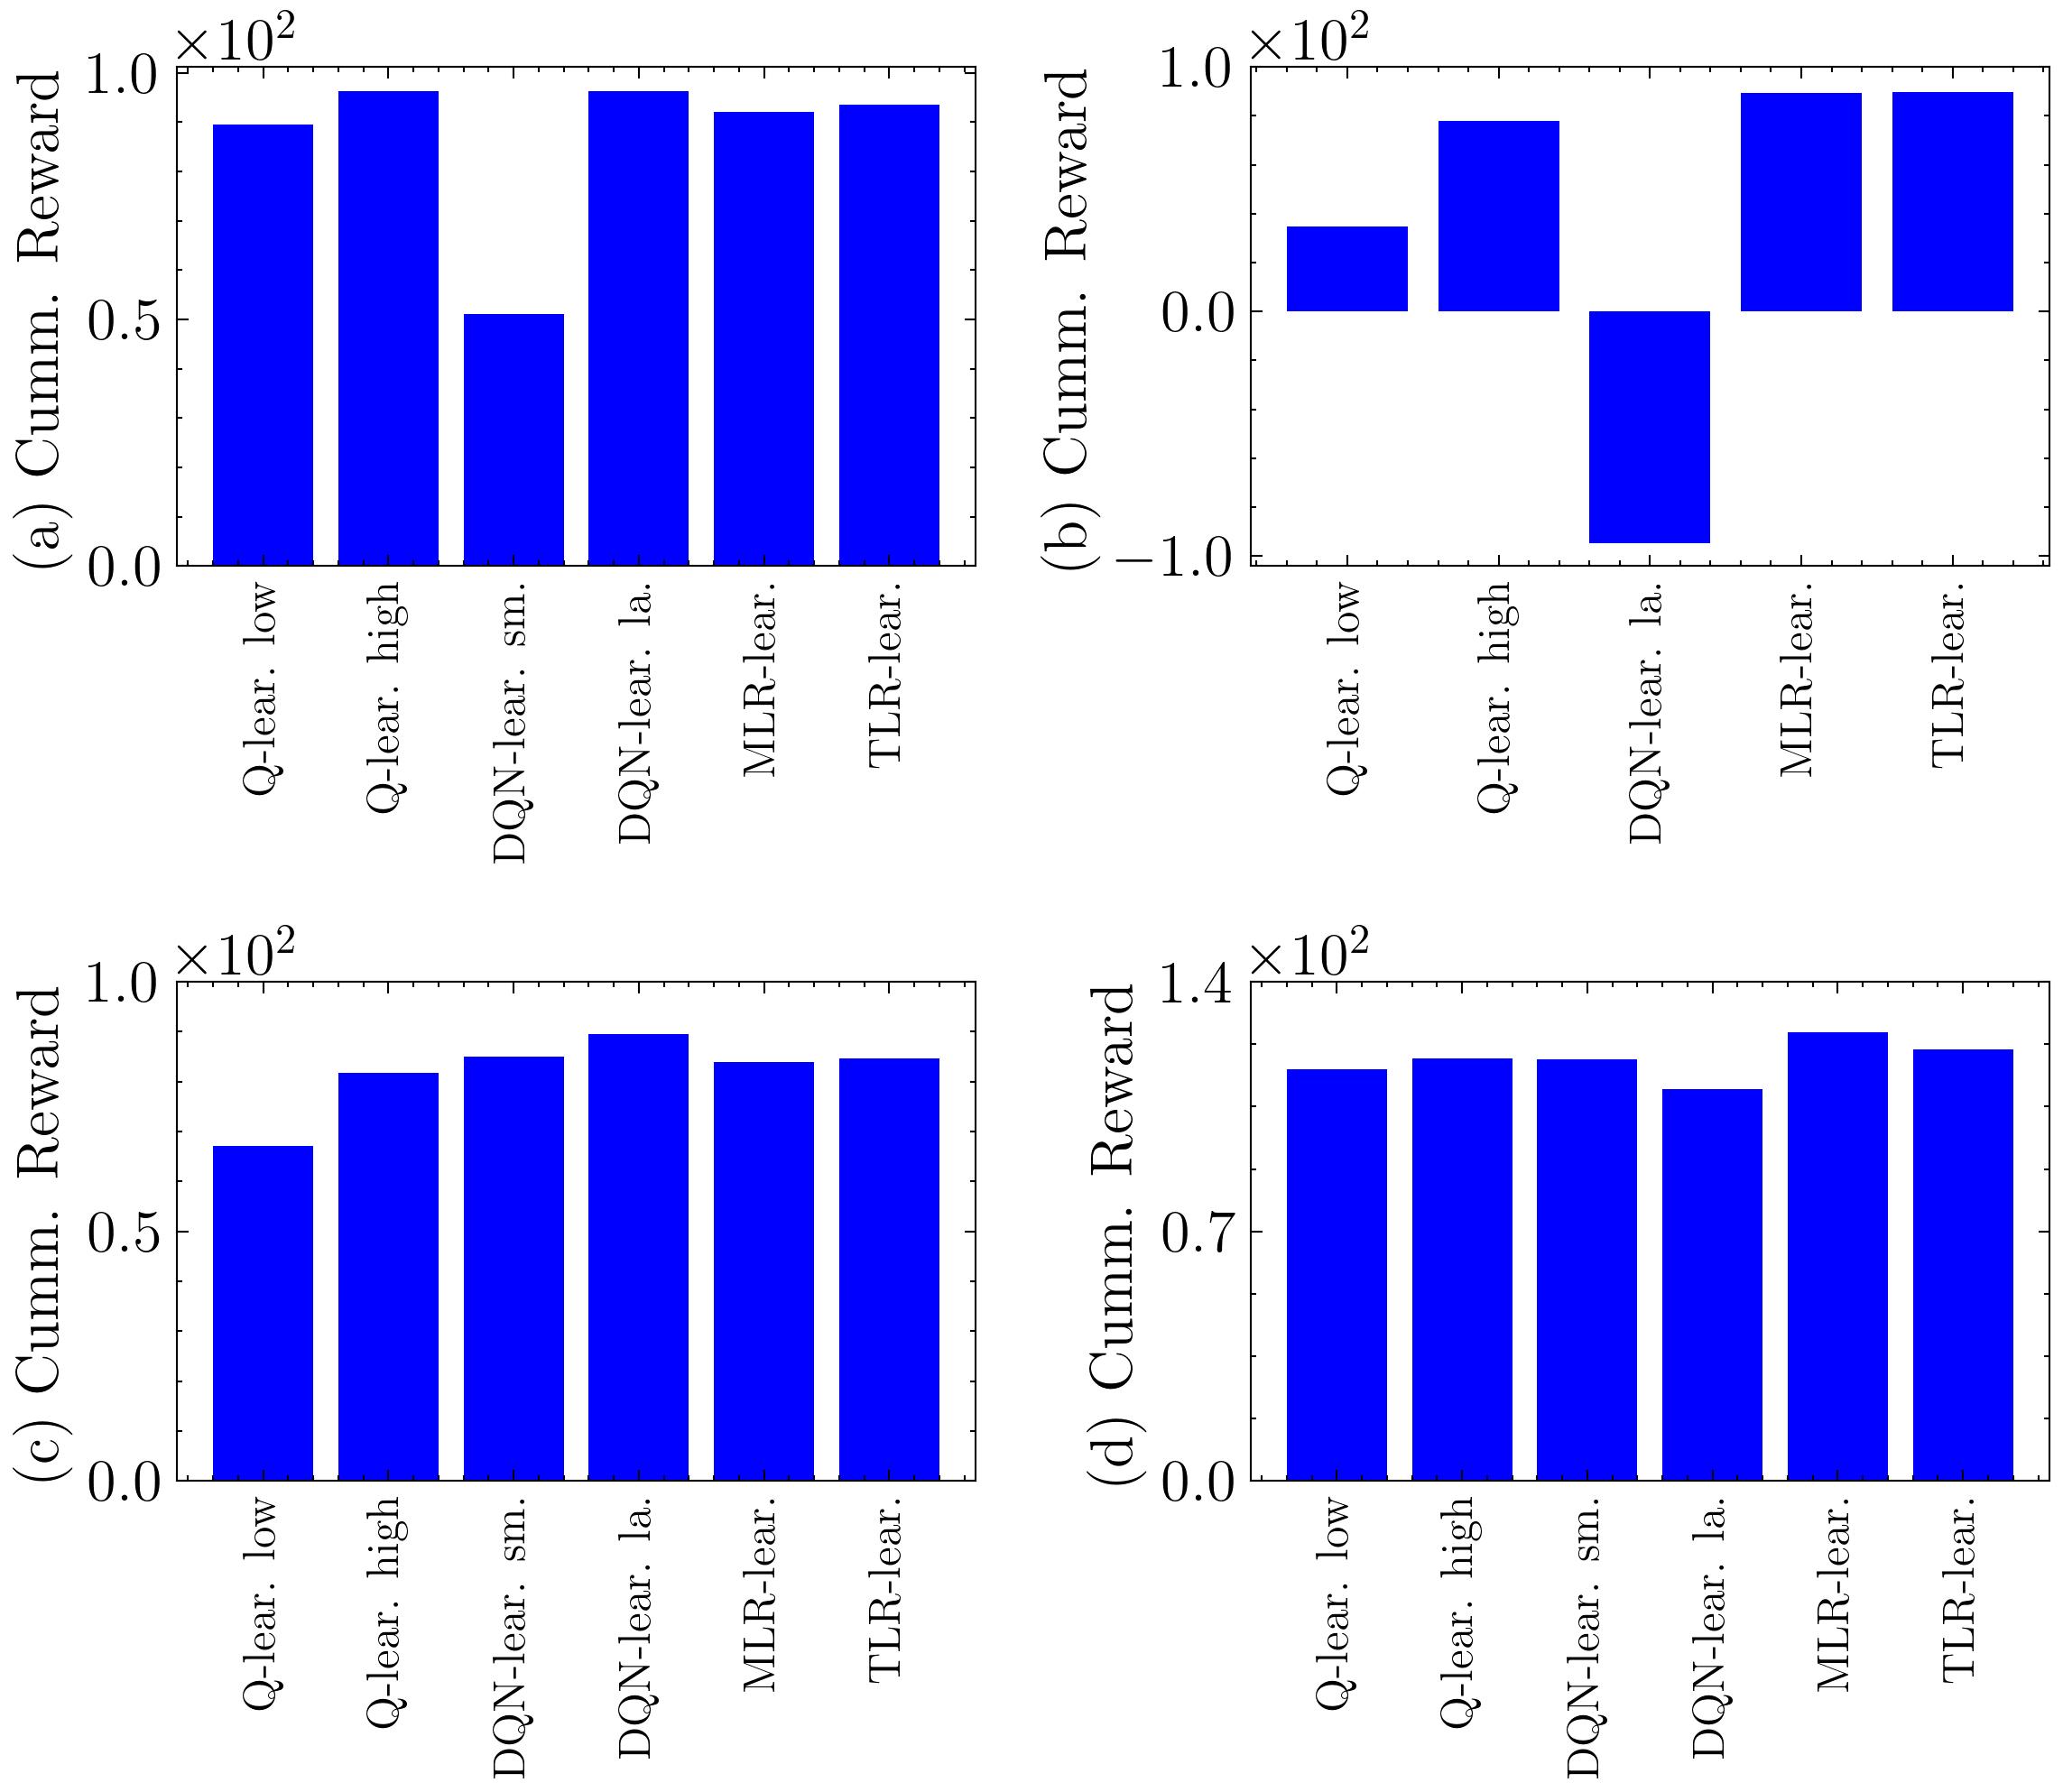 ×10²
(a) Cumm. Reward
1.0
0.5
0.0
Q-lear. low
Q-lear. high
DQN-lear. sm.
DQN-lear. la.
MLR-lear.
TLR-lear.
×10²
(b) Cumm. Reward
1.0
0.0
−1.0
Q-lear. low
Q-lear. high
DQN-lear. la.
MLR-lear.
TLR-lear.
×10²
(c) Cumm. Reward
1.0
0.5
0.0
Q-lear. low
Q-lear. high
DQN-lear. sm.
DQN-lear. la.
MLR-lear.
TLR-lear.
×10²
(d) Cumm. Reward
1.4
0.7
0.0
Q-lear. low
Q-lear. high
DQN-lear. sm.
DQN-lear. la.
MLR-lear.
TLR-lear.